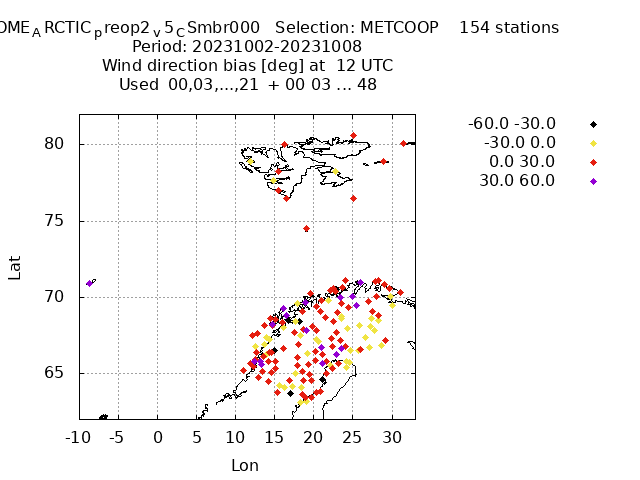 OME_A RCTIC_p reop2_v 5_C Smbr000 Selection: METCOOP 154 stations
Period: 20231002-20231008
Wind direction bias [deg] at 12 UTC
Used 00,03,...,21 + 00 03 ... 48
-60.0 -30.0
-30.0 0.0
0.0 30.0
30.0 60.0
80
75
70
65
Lat
-10 -5 0 5 10 15 20 25 30
Lon